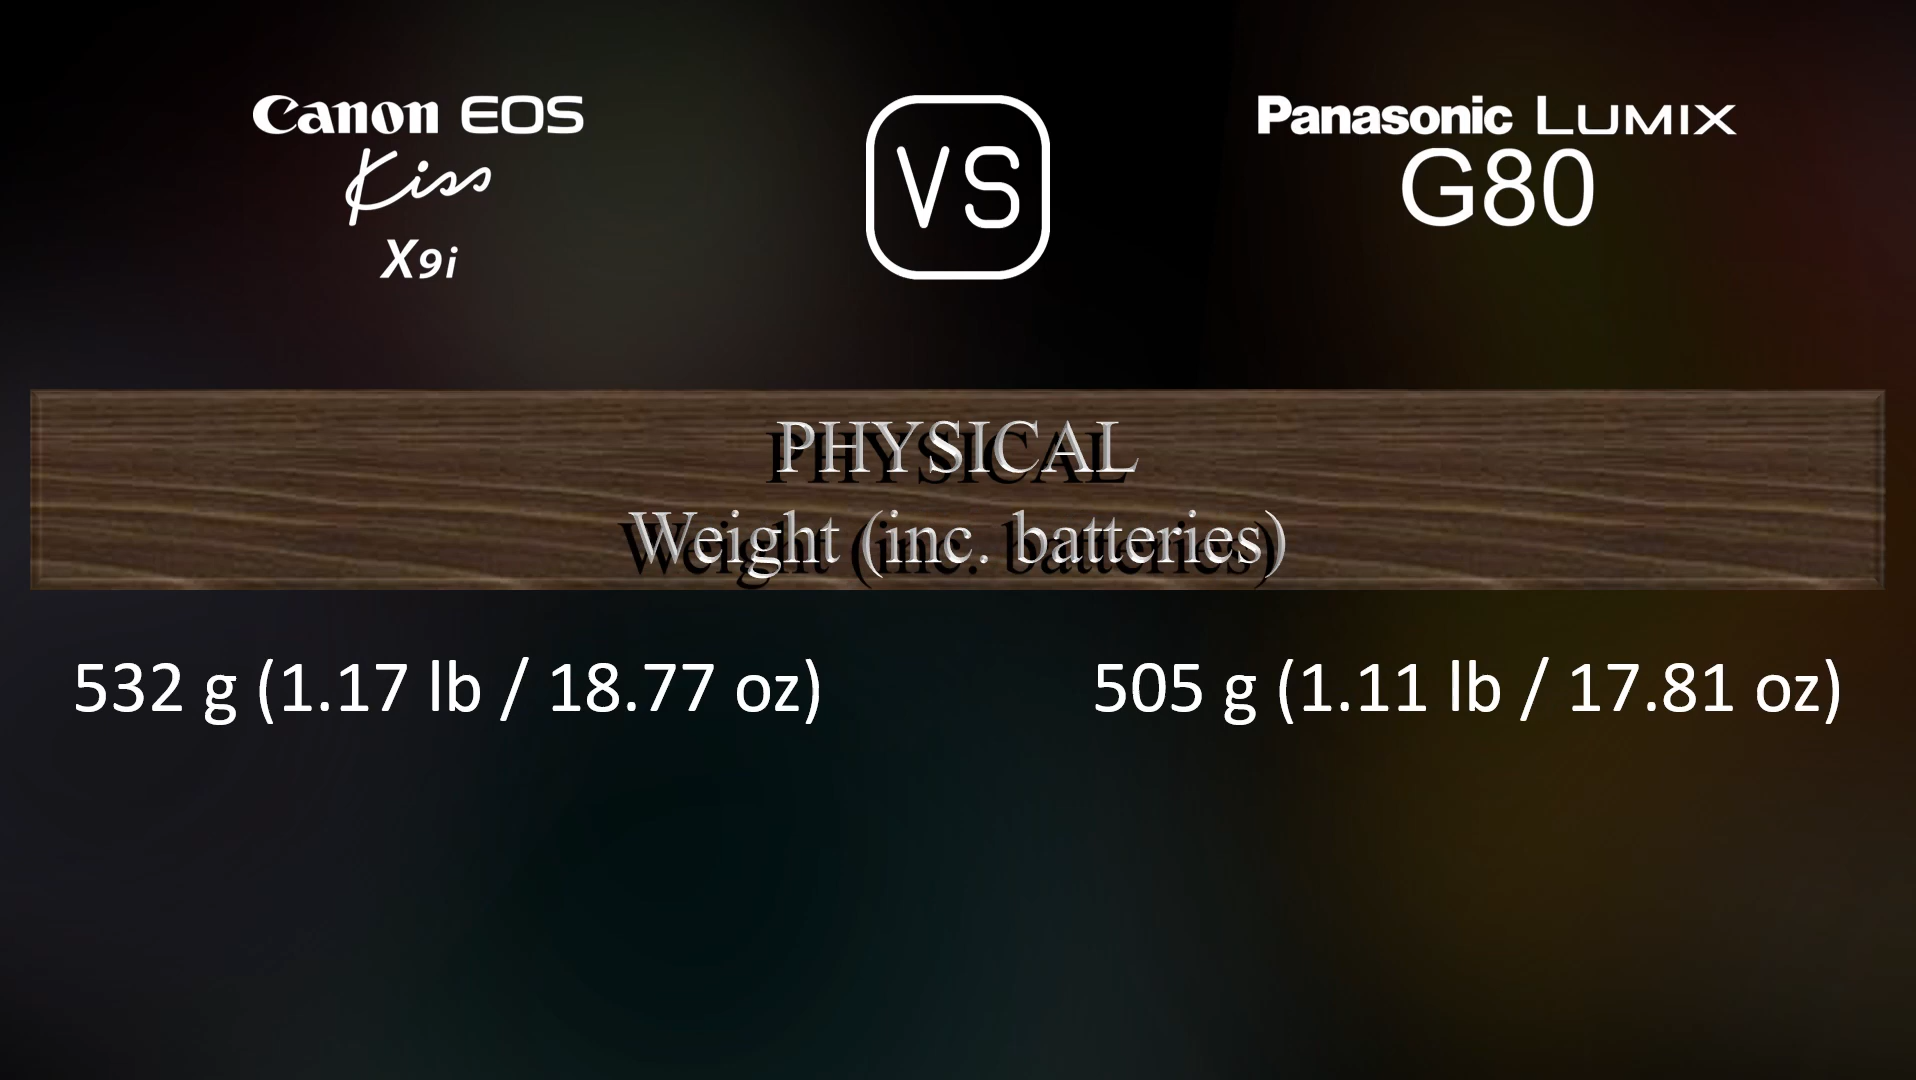 Canon EOS
Kiss
X9i
VS
Panasonic LUMIX
G80
PHYSICAL
Weight (inc. batteries)
532 g (1.17 lb / 18.77 oz)
505 g (1.11 lb / 17.81 oz)